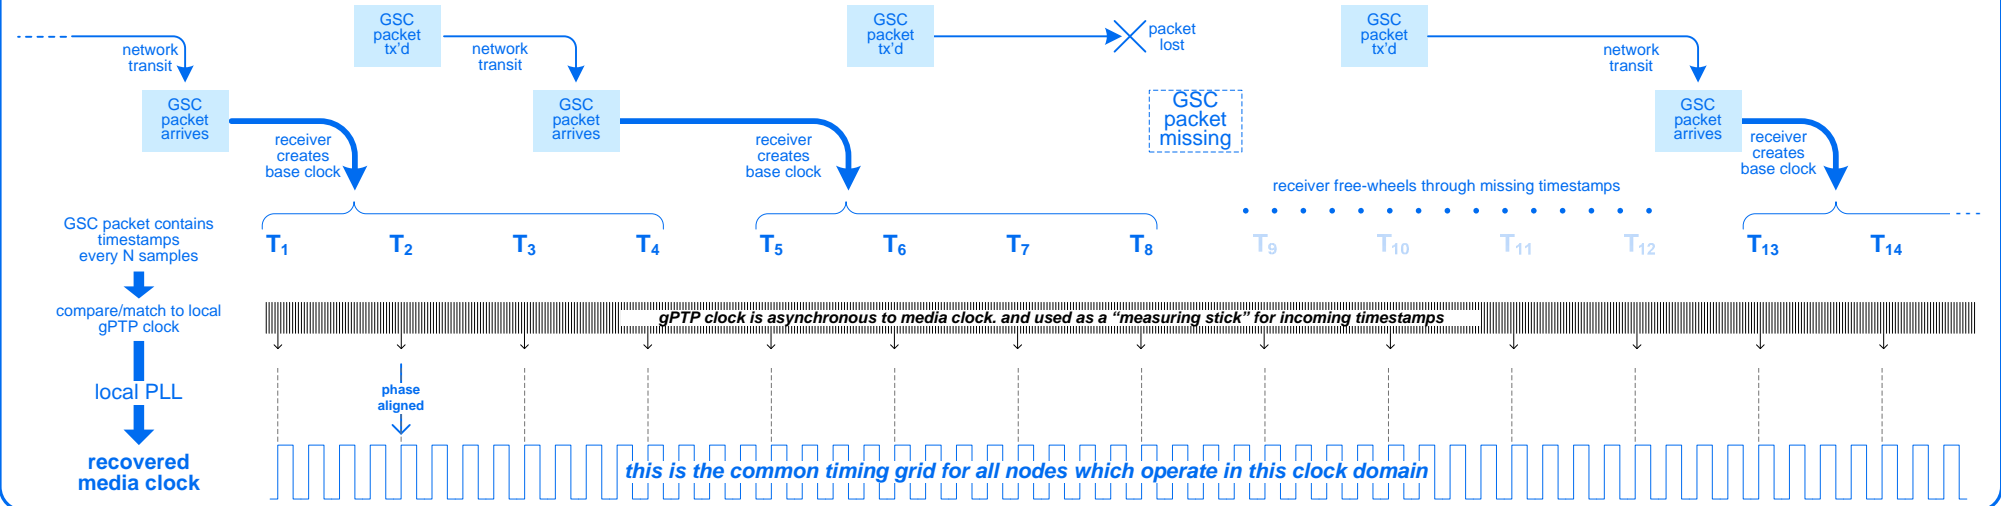 GSC
packet
tx'd
GSC
packet
tx'd
GSC
packet
tx'd
network
transit
network
transit
packet
lost
network
transit
GSC
packet
arrives
GSC
packet
arrives
GSC
packet
missing
GSC
packet
arrives
receiver
creates
base clock
receiver
creates
base clock
receiver
creates
base clock
receiver free-wheels through missing timestamps
GSC packet contains
timestamps
every N samples
T1 T2 T3 T4 T5 T6 T7 T8 T9 T10 T11 T12 T13 T14
compare/match to local
gPTP clock
gPTP clock is asynchronous to media clock. and used as a “measuring stick” for incoming timestamps
local PLL
phase
aligned
recovered
media clock
this is the common timing grid for all nodes which operate in this clock domain